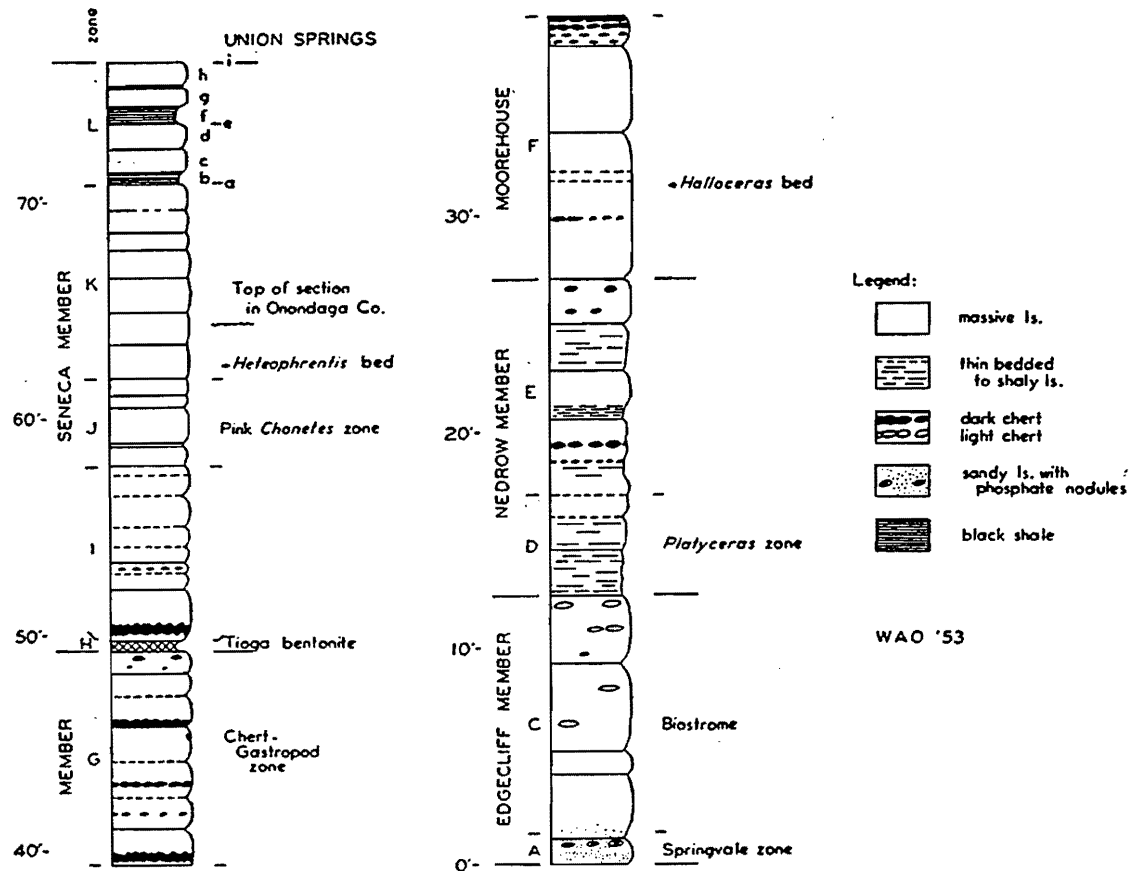 zone
UNION SPRINGS
i
h
g
f
e
d
c
b
a
L
70'-
K
Top of section
in Onondaga Co.
Heteophrentis bed
SENECA MEMBER
60'-
J
Pink Chonetes zone
I
50'-
H
Tioga bentonite
MEMBER
G
Chert-
Gastropod
zone
40'-
MOOREHOUSE
F
Halloceras bed
30'-
NEDROW MEMBER
E
20'-
D
Platyceras zone
10'-
EDGECLIFF MEMBER
C
Biostrome
A
Springvale zone
0'-
Legend:
massive ls.
thin bedded
to shaly ls.
dark chert
light chert
sandy ls. with
phosphate nodules
black shale
WAO '53